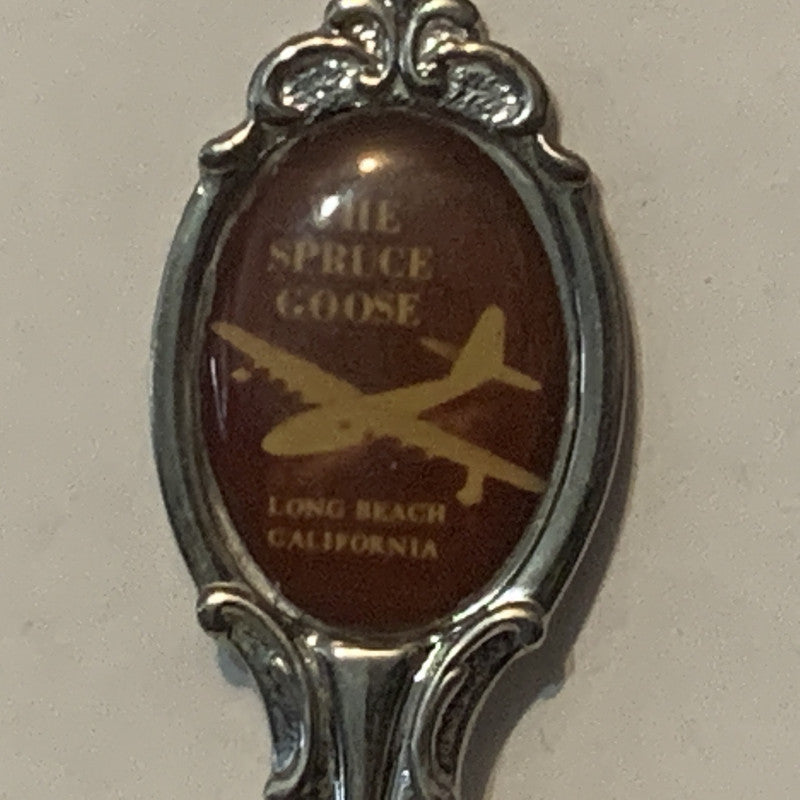 THE
SPRUCE
GOOSE
LONG BEACH
CALIFORNIA